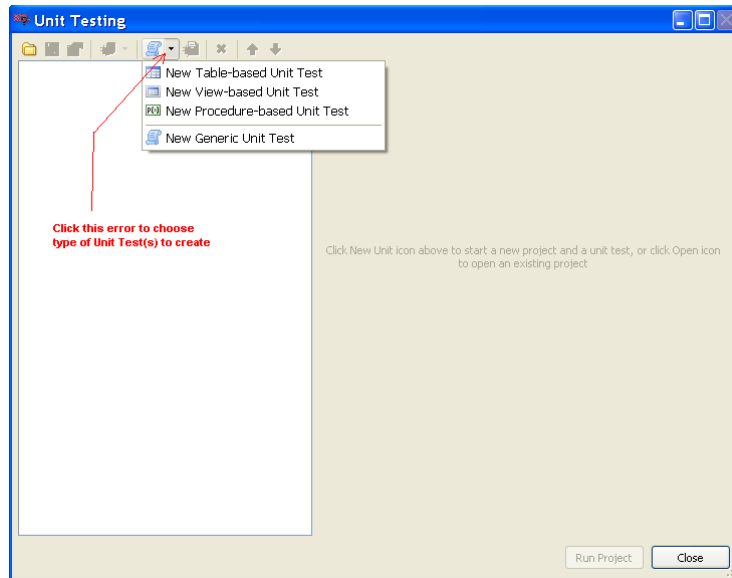 Unit Testing
New Table-based Unit Test
New View-based Unit Test
New Procedure-based Unit Test
New Generic Unit Test
Click this error to choose
type of Unit Test(s) to create
Click New Unit icon above to start a new project and a unit test, or click Open icon
to open an existing project
Run Project
Close